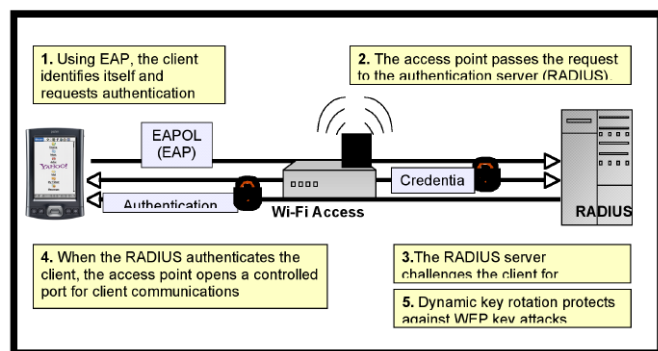 1. Using EAP, the client
identifies itself and
requests authentication
2. The access point passes the request
to the authentication server (RADIUS).
EAPOL
(EAP)
YAHOO!
Credentia
Authentication
Wi-Fi Access
RADIUS
4. When the RADIUS authenticates the
client, the access point opens a controlled
port for client communications
3.The RADIUS server
challenges the client for
5. Dynamic key rotation protects
against WEP key attacks